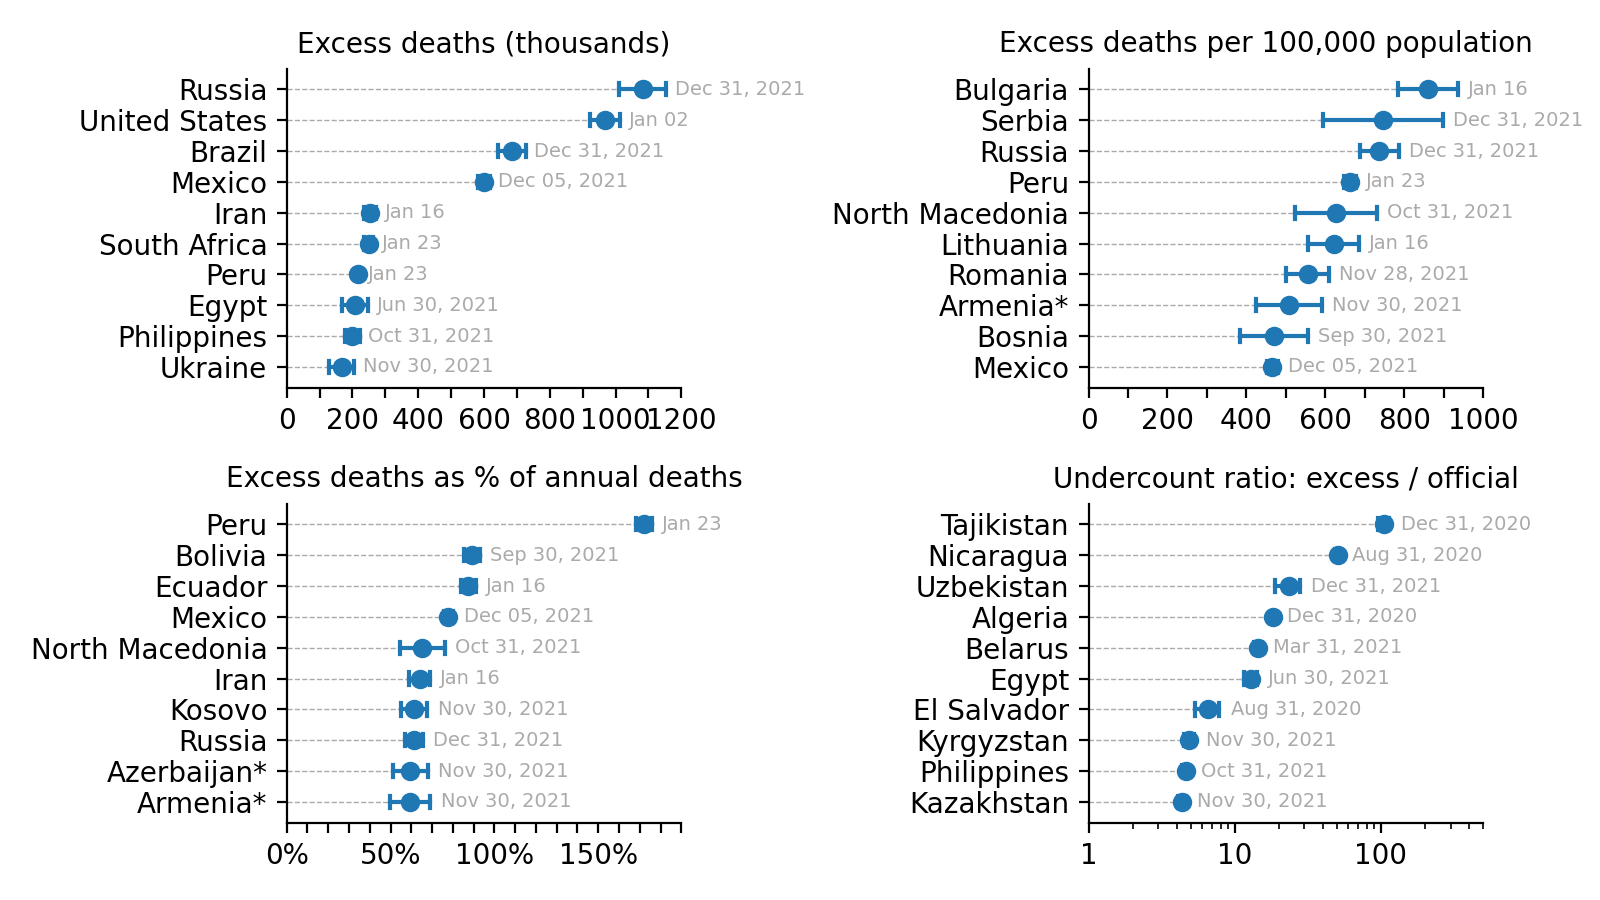 Excess deaths (thousands)
Russia Dec 31, 2021
United States Jan 02
Brazil Dec 31, 2021
Mexico Dec 05, 2021
Iran Jan 16
South Africa Jan 23
Peru Jan 23
Egypt Jun 30, 2021
Philippines Oct 31, 2021
Ukraine Nov 30, 2021
0 200 400 600 800 1000 1200
Excess deaths per 100,000 population
Bulgaria Jan 16
Serbia Dec 31, 2021
Russia Dec 31, 2021
Peru Jan 23
North Macedonia Oct 31, 2021
Lithuania Jan 16
Romania Nov 28, 2021
Armenia* Nov 30, 2021
Bosnia Sep 30, 2021
Mexico Dec 05, 2021
0 200 400 600 800 1000
Excess deaths as % of annual deaths
Peru Jan 23
Bolivia Sep 30, 2021
Ecuador Jan 16
Mexico Dec 05, 2021
North Macedonia Oct 31, 2021
Iran Jan 16
Kosovo Nov 30, 2021
Russia Dec 31, 2021
Azerbaijan* Nov 30, 2021
Armenia* Nov 30, 2021
0% 50% 100% 150%
Undercount ratio: excess / official
Tajikistan Dec 31, 2020
Nicaragua Aug 31, 2020
Uzbekistan Dec 31, 2021
Algeria Dec 31, 2020
Belarus Mar 31, 2021
Egypt Jun 30, 2021
El Salvador Aug 31, 2020
Kyrgyzstan Nov 30, 2021
Philippines Oct 31, 2021
Kazakhstan Nov 30, 2021
1 10 100